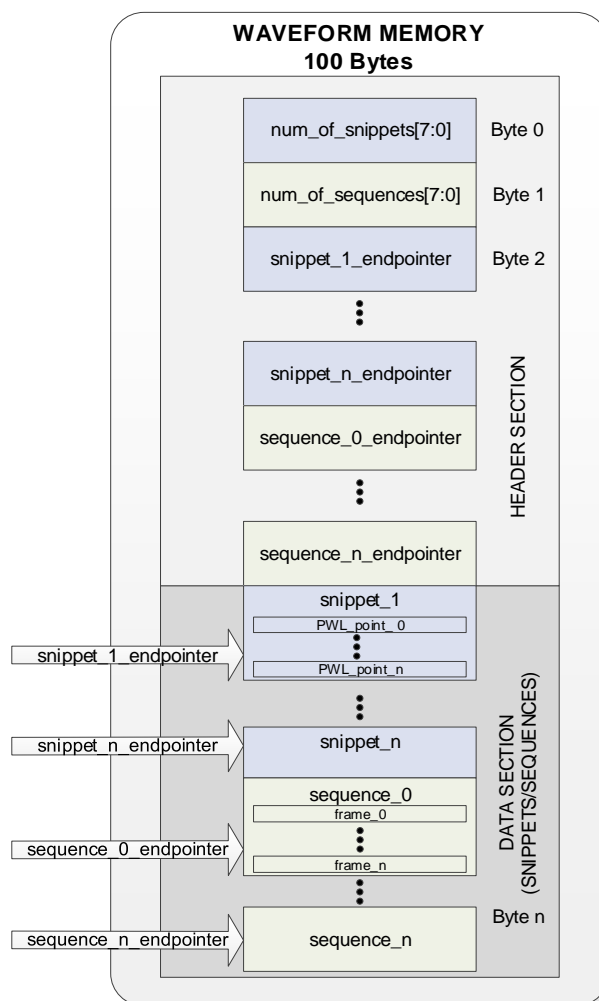 WAVEFORM MEMORY
100 Bytes
num_of_snippets[7:0]
Byte 0
num_of_sequences[7:0]
Byte 1
snippet_1_endpointer
Byte 2
snippet_n_endpointer
sequence_0_endpointer
sequence_n_endpointer
HEADER SECTION
snippet_1
PWL_point_ 0
PWL_point_n
snippet_1_endpointer
snippet_n
snippet_n_endpointer
sequence_0
frame_0
frame_n
sequence_0_endpointer
DATA SECTION
(SNIPPETS/SEQUENCES)
Byte n
sequence_n
sequence_n_endpointer